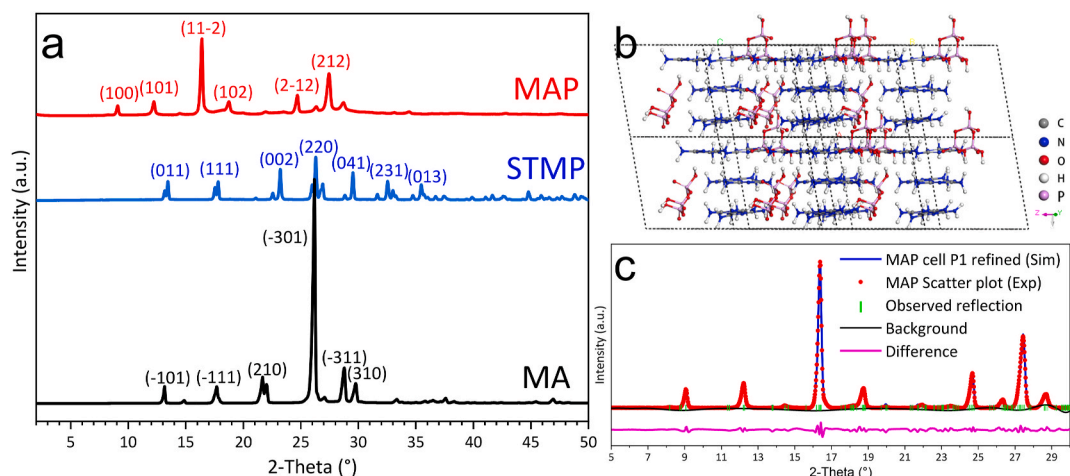 a
MAP
(100)
(101)
(11-2)
(102)
(2-12)
(212)
STMP
(011)
(111)
(002)
(220)
(041)
(231)
(013)
(-301)
MA
(-101)
(-111)
(210)
(-311)
(310)
Intensity (a.u.)
5
10
15
20
25
30
35
40
45
50
2-Theta (°)
b
C
N
O
H
P
Z
Y
c
MAP cell P1 refined (Sim)
MAP Scatter plot (Exp)
Observed reflection
Background
Difference
Intensity (a.u.)
5
7
9
11
13
15
17
19
21
23
25
27
29
2-Theta (°)